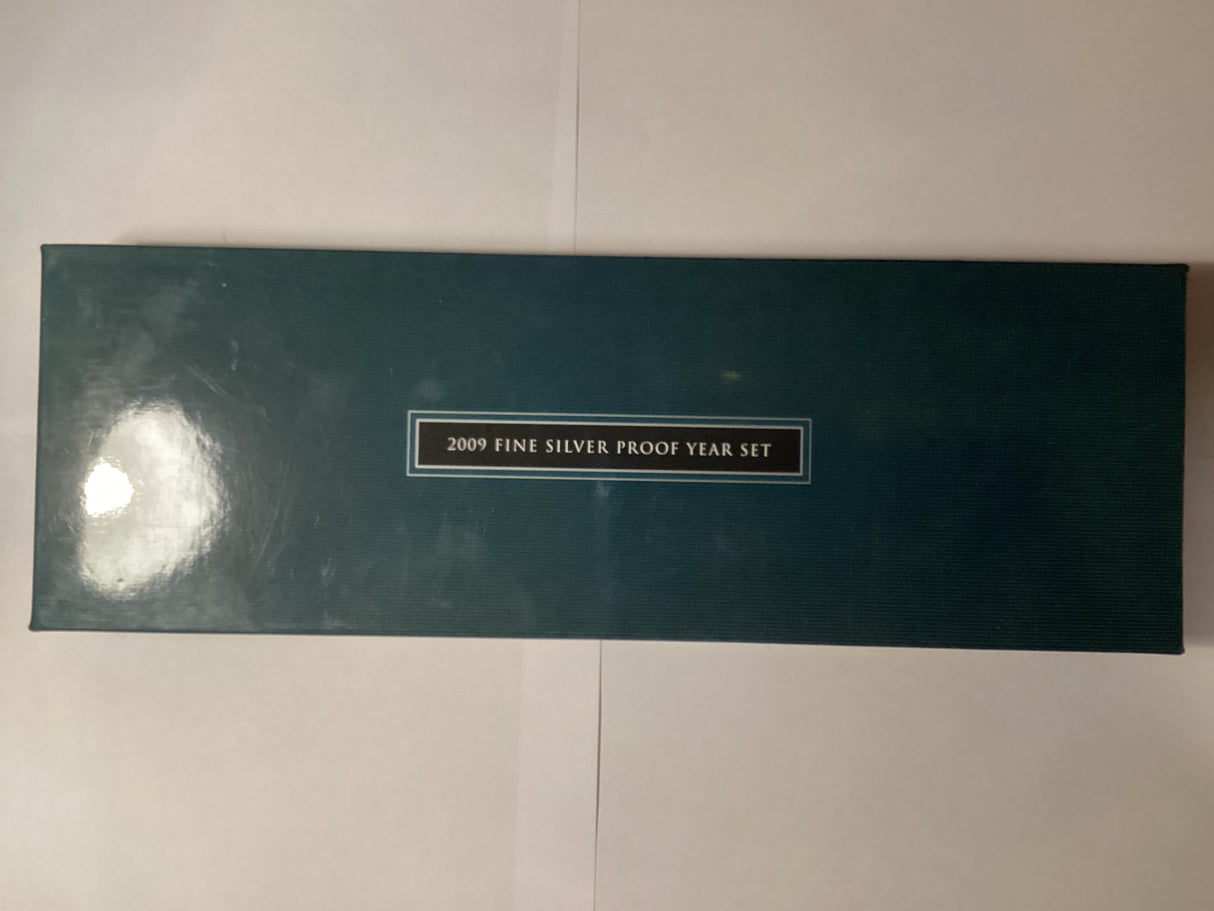 2009 FINE SILVER PROOF YEAR SET